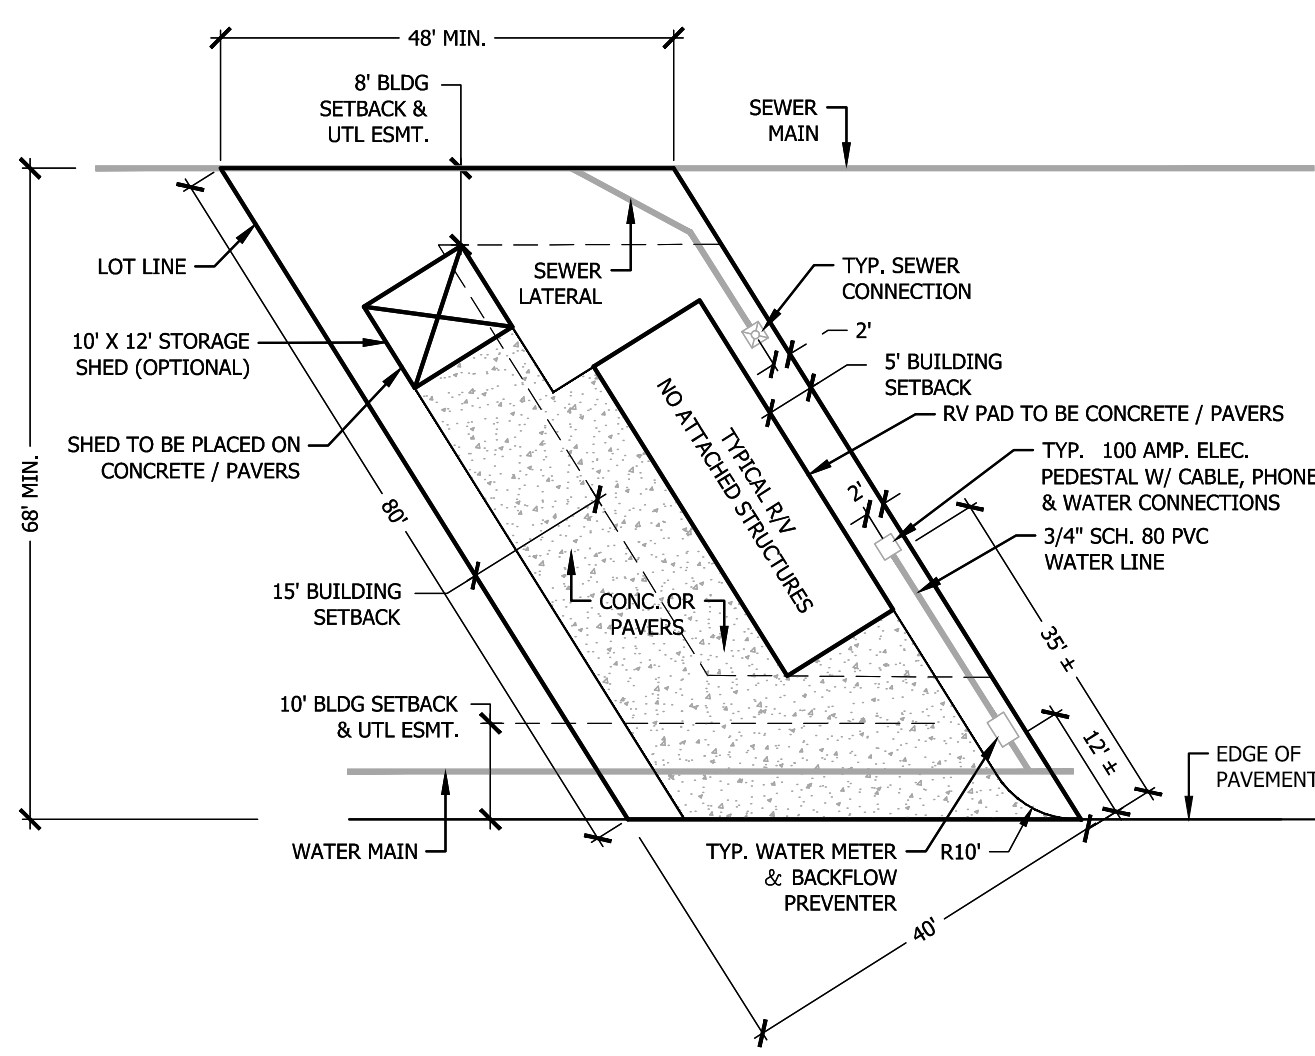 48' MIN.
8' BLDG
SETBACK &
UTL ESMT.
SEWER
MAIN
LOT LINE
SEWER
LATERAL
TYP. SEWER
CONNECTION
10' X 12' STORAGE
SHED (OPTIONAL)
2'
5' BUILDING
SETBACK
RV PAD TO BE CONCRETE / PAVERS
SHED TO BE PLACED ON
CONCRETE / PAVERS
TYP. 100 AMP. ELEC.
PEDESTAL W/ CABLE, PHONE
& WATER CONNECTIONS
68' MIN.
80'
TYPICAL R/V
NO ATTACHED STRUCTURES
2'
3/4" SCH. 80 PVC
WATER LINE
15' BUILDING
SETBACK
CONC. OR
PAVERS
35' ±
10' BLDG SETBACK
& UTL ESMT.
12' ±
EDGE OF
PAVEMENT
WATER MAIN
TYP. WATER METER
& BACKFLOW
PREVENTER
R10'
40'